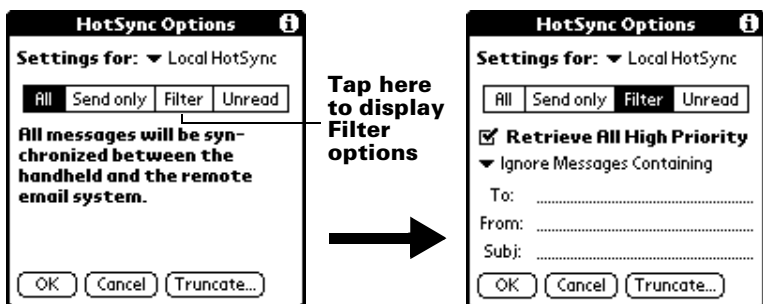 HotSync Options
Settings for: Local HotSync
All Send only Filter Unread
All messages will be syn-
chronized between the
handheld and the remote
email system.
OK Cancel Truncate...
Tap here
to display
Filter
options
HotSync Options
Settings for: Local HotSync
All Send only Filter Unread
Retrieve All High Priority
Ignore Messages Containing
To:
From:
Subj:
OK Cancel Truncate...